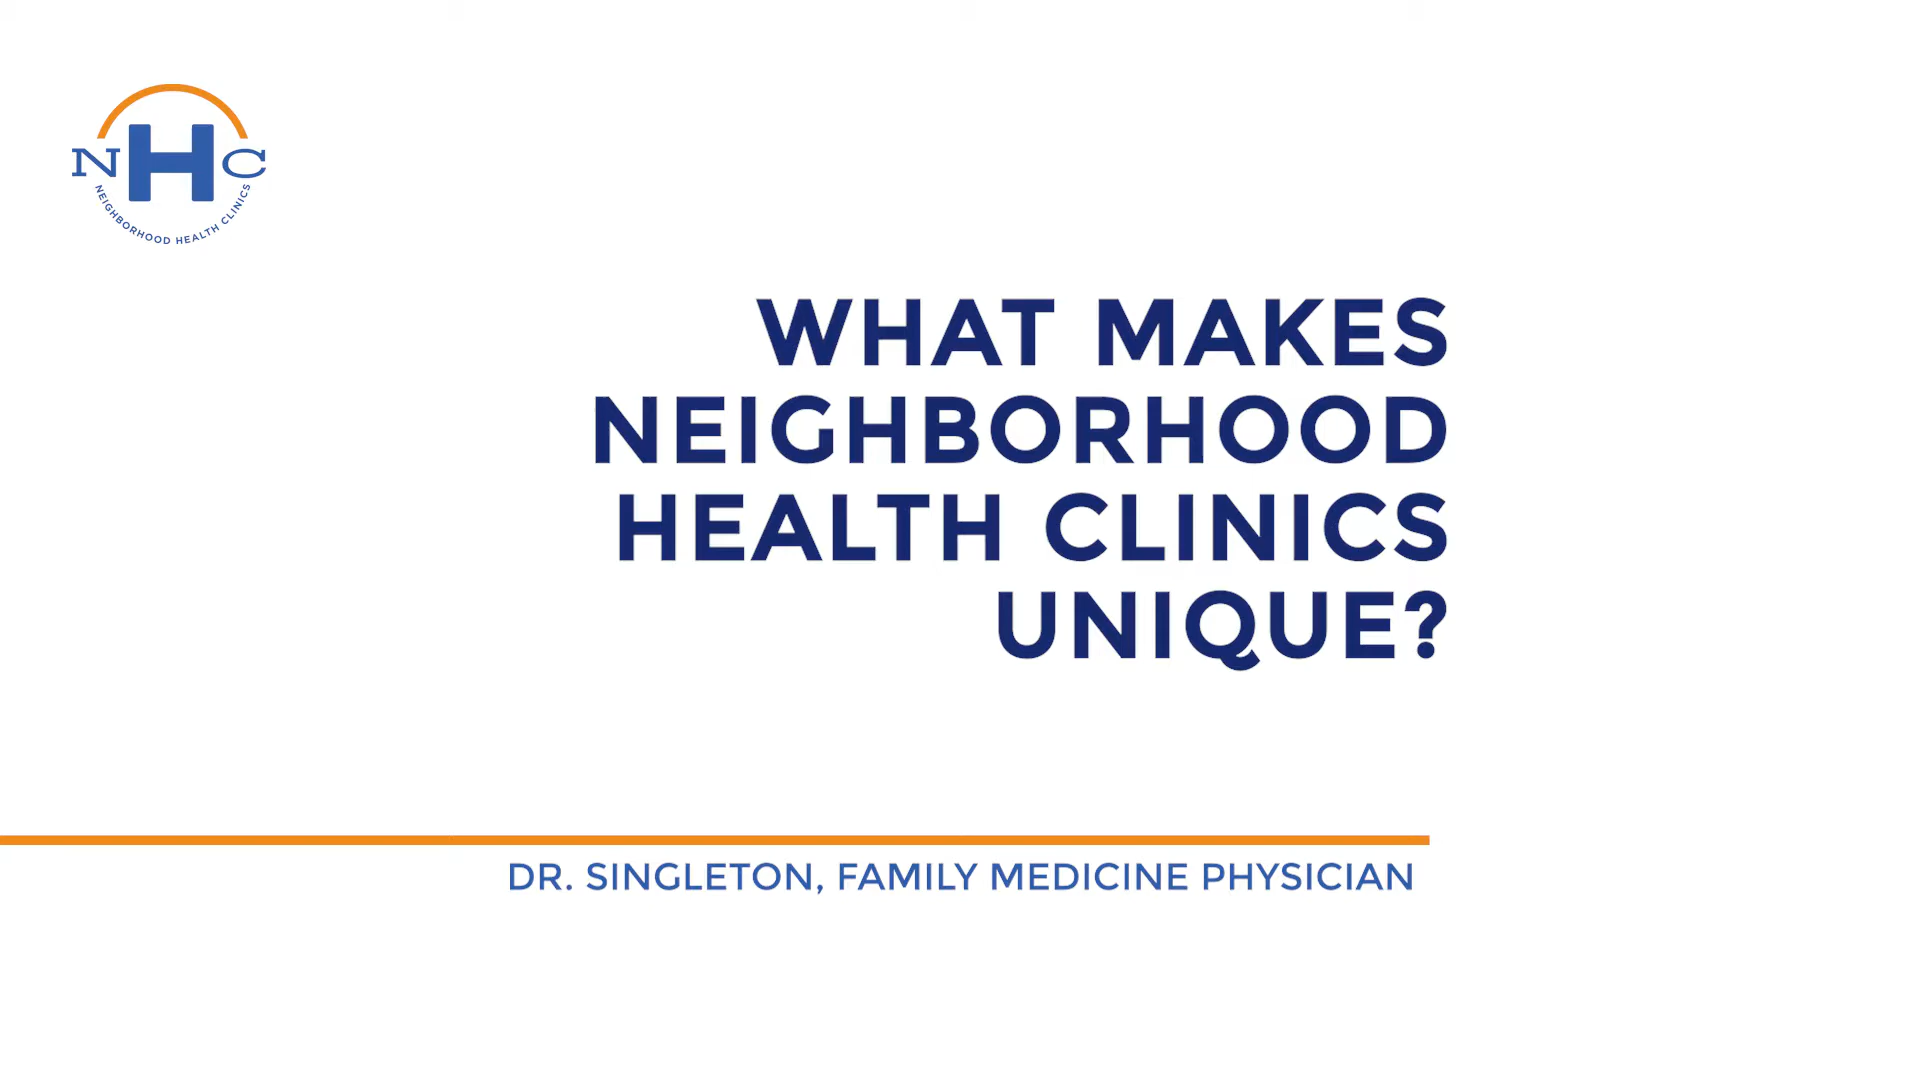 NHC
NEIGHBORHOOD HEALTH CLINICS
WHAT MAKES
NEIGHBORHOOD
HEALTH CLINICS
UNIQUE?
DR. SINGLETON, FAMILY MEDICINE PHYSICIAN